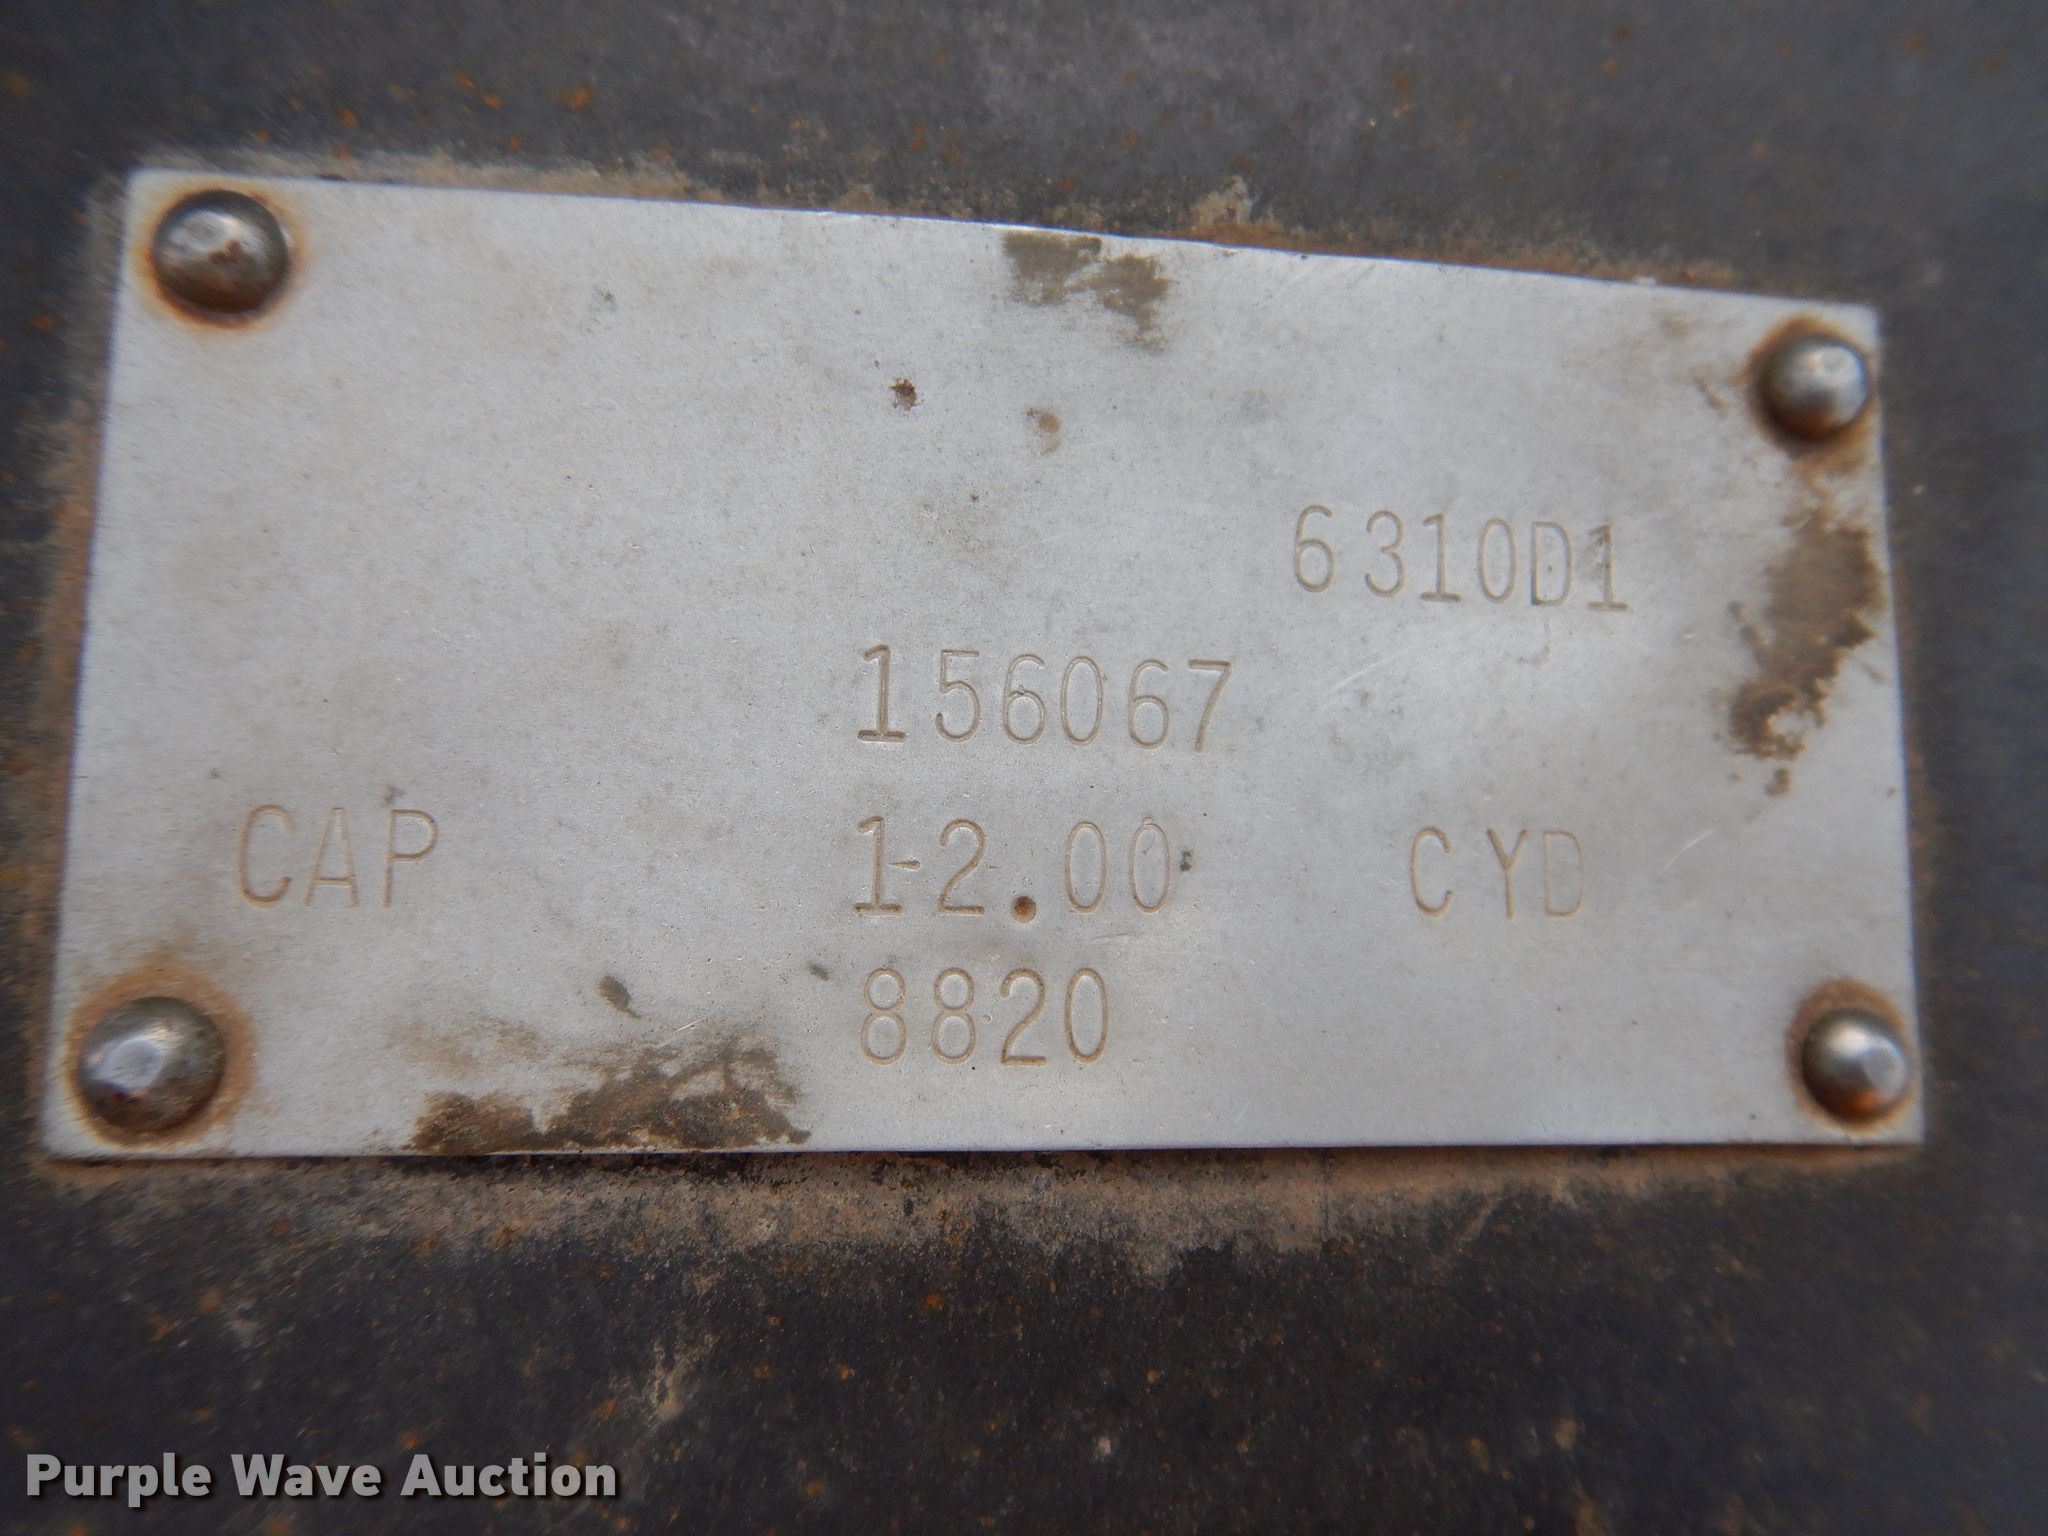 6310D1
156067
CAP 12.00 CYD
8820
Purple Wave Auction